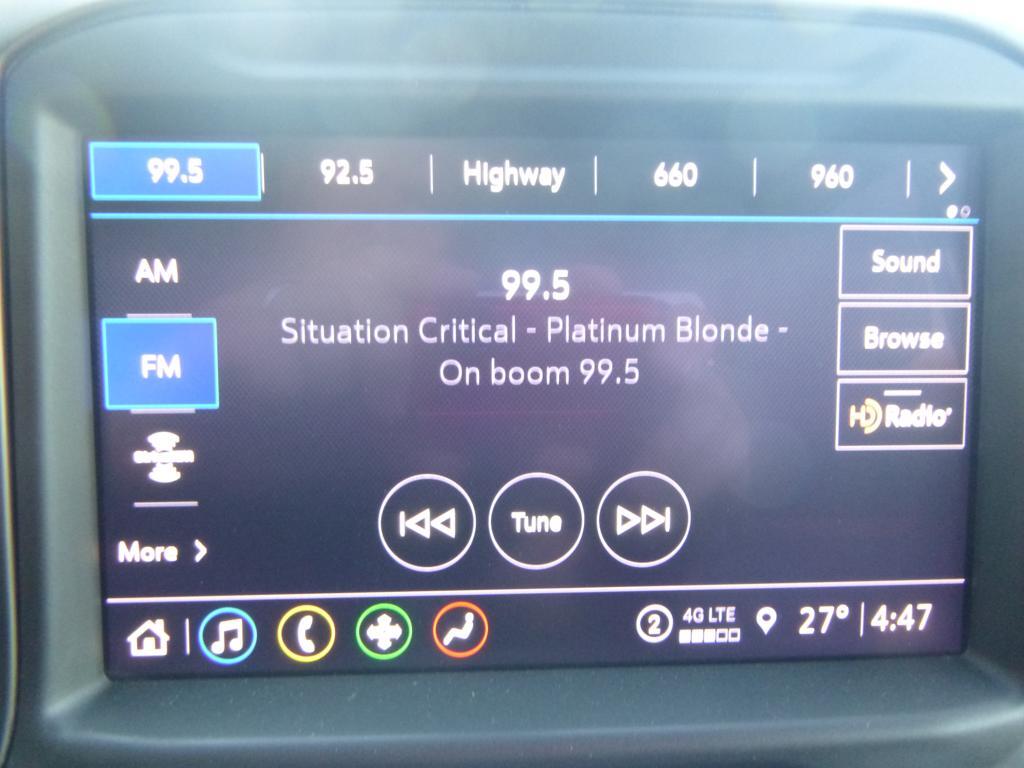 99.5 92.5 Highway 660 960
AM
FM
More
99.5
Situation Critical - Platinum Blonde -
On boom 99.5
Tune
Sound
Browse
HD Radio
2 4G LTE 27° 4:47